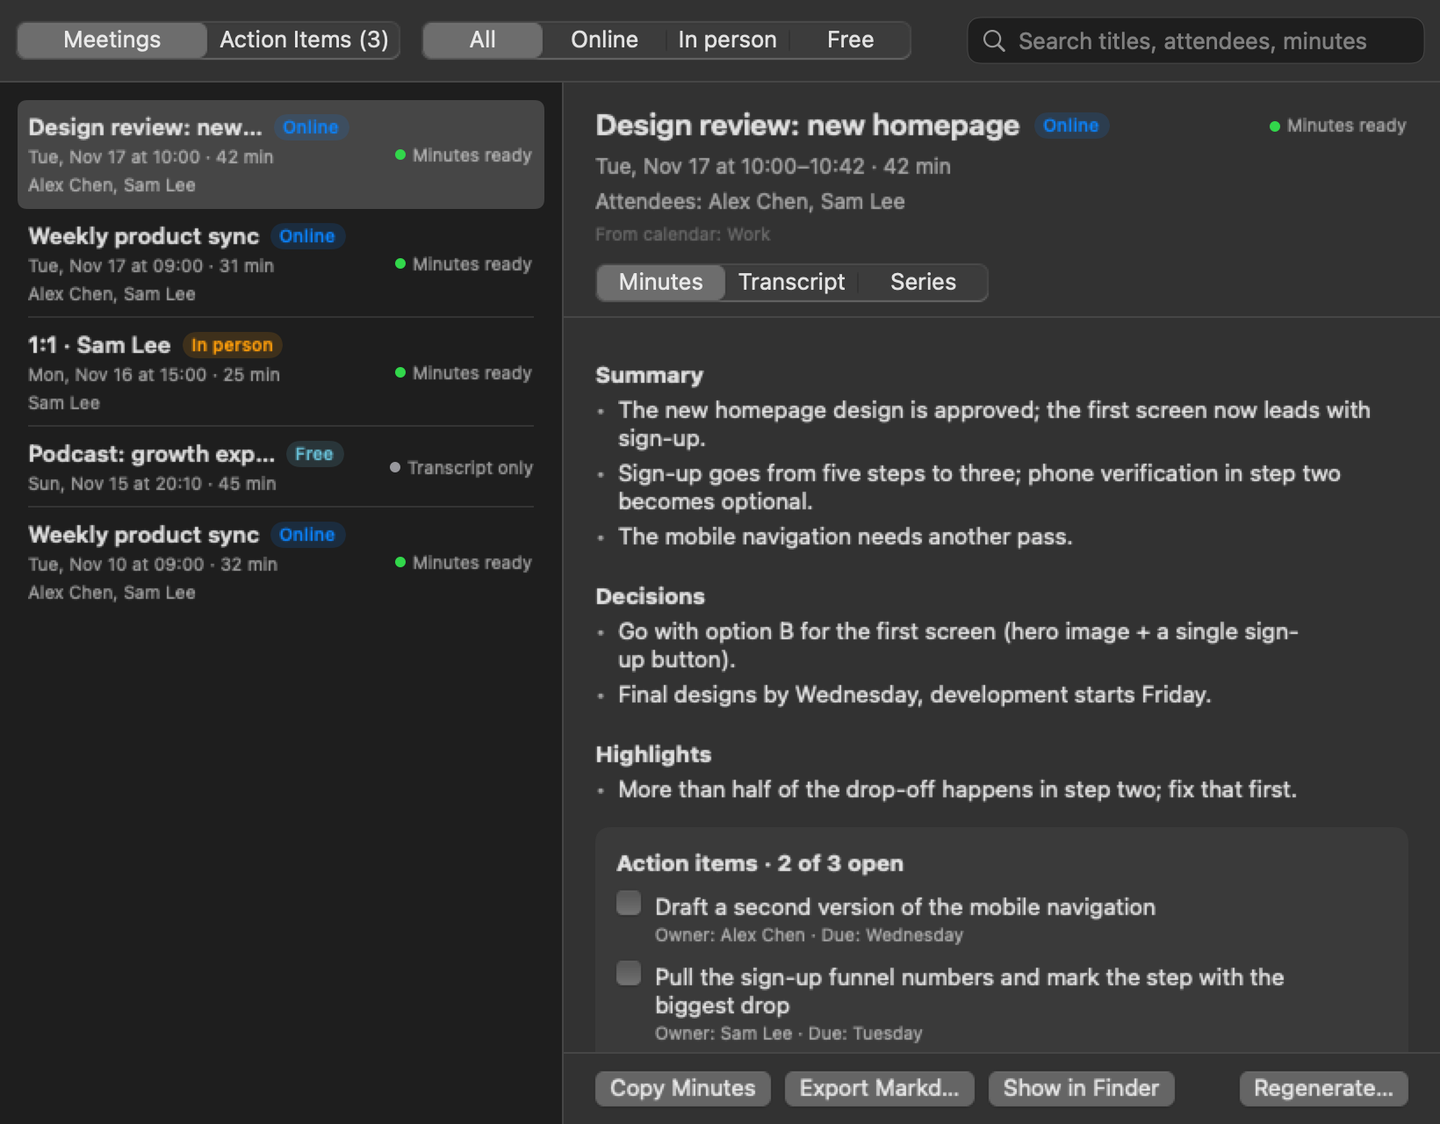 Meetings
Action Items (3)
All
Online
In person
Free
Search titles, attendees, minutes
Design review: new...
Online
Tue, Nov 17 at 10:00 · 42 min
Minutes ready
Alex Chen, Sam Lee
Weekly product sync
Online
Tue, Nov 17 at 09:00 · 31 min
Minutes ready
Alex Chen, Sam Lee
1:1 · Sam Lee
In person
Mon, Nov 16 at 15:00 · 25 min
Minutes ready
Sam Lee
Podcast: growth exp...
Free
Sun, Nov 15 at 20:10 · 45 min
Transcript only
Weekly product sync
Online
Tue, Nov 10 at 09:00 · 32 min
Minutes ready
Alex Chen, Sam Lee
Design review: new homepage
Online
Minutes ready
Tue, Nov 17 at 10:00–10:42 · 42 min
Attendees: Alex Chen, Sam Lee
From calendar: Work
Minutes
Transcript
Series
Summary
• The new homepage design is approved; the first screen now leads with
sign-up.
• Sign-up goes from five steps to three; phone verification in step two
becomes optional.
• The mobile navigation needs another pass.
Decisions
• Go with option B for the first screen (hero image + a single sign-
up button).
• Final designs by Wednesday, development starts Friday.
Highlights
• More than half of the drop-off happens in step two; fix that first.
Action items · 2 of 3 open
Draft a second version of the mobile navigation
Owner: Alex Chen · Due: Wednesday
Pull the sign-up funnel numbers and mark the step with the
biggest drop
Owner: Sam Lee · Due: Tuesday
Copy Minutes
Export Markd...
Show in Finder
Regenerate...